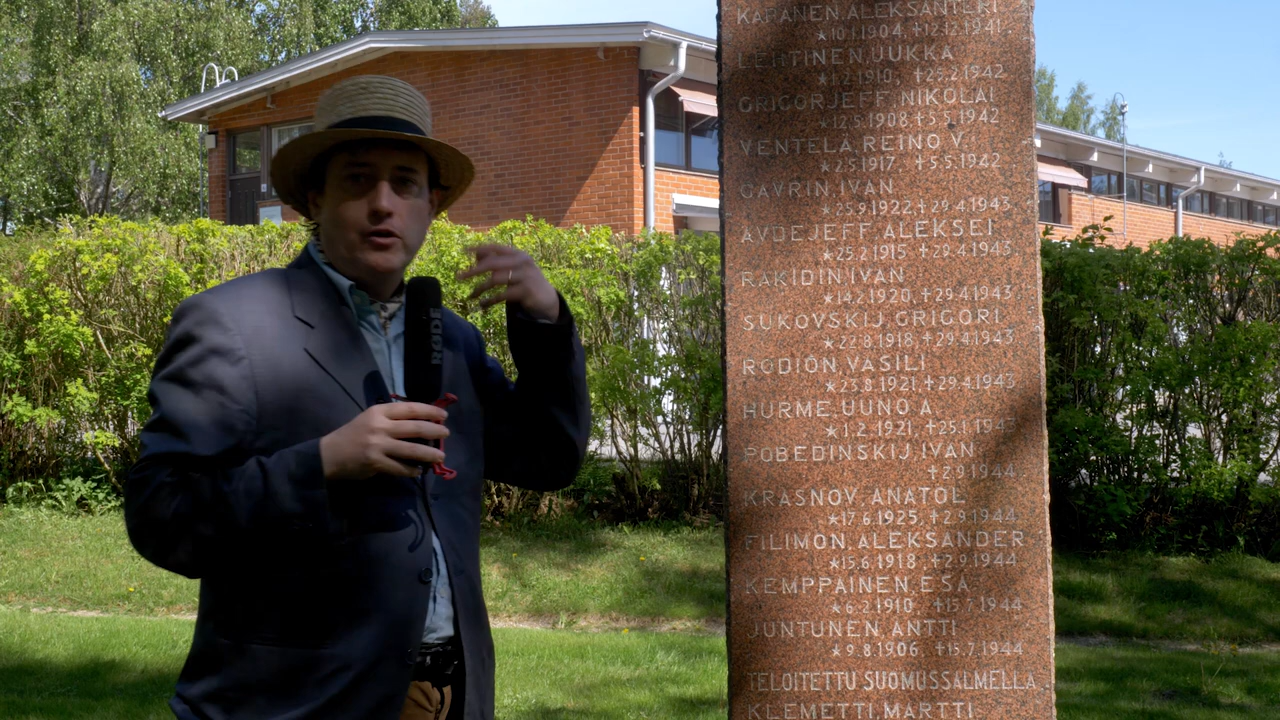 KARANEN, ALEKSANTERI
★10.1.1904, ✝12.12.1941
LEHTINEN, UUKKA
★1.2.1910, ✝25.2.1942
GRIGORJEFF, NIKOLAI
★12.5.1908 ✝5.5.1942
VENTELÄ, REINO V.
★2.5.1917 ✝5.5.1942
GAVRIN, IVAN
★25.9.1922 ✝29.4.1943
AVDEJEFF, ALEKSEI
★25.2.1915 ✝29.4.1943
RAKIDIN IVAN
★14.2.1920, ✝29.4.1943
SUKOVSKIJ, GRIGORI
★22.8.1918 ✝29.4.1943
RODION, VASILI
★23.8.1921, ✝29.4.1943
HURME, UUNO A
★1.2.1921, ✝25.1.1943
POBEDINSKIJ, IVAN
✝2.9.1944
KRASNOV, ANATOL
★17.6.1925, ✝2.9.1944
FILIMON, ALEKSANDER
★15.6.1918, ✝2.9.1944
KEMPPAINEN, ESA
★6.2.1910, ✝15.7.1944
JUNTUNEN ANTTI
★9.8.1906, ✝15.7.1944
TELOITETTU SUOMUSSALMELLA
KLEMETTI, MARTTI
RØDE